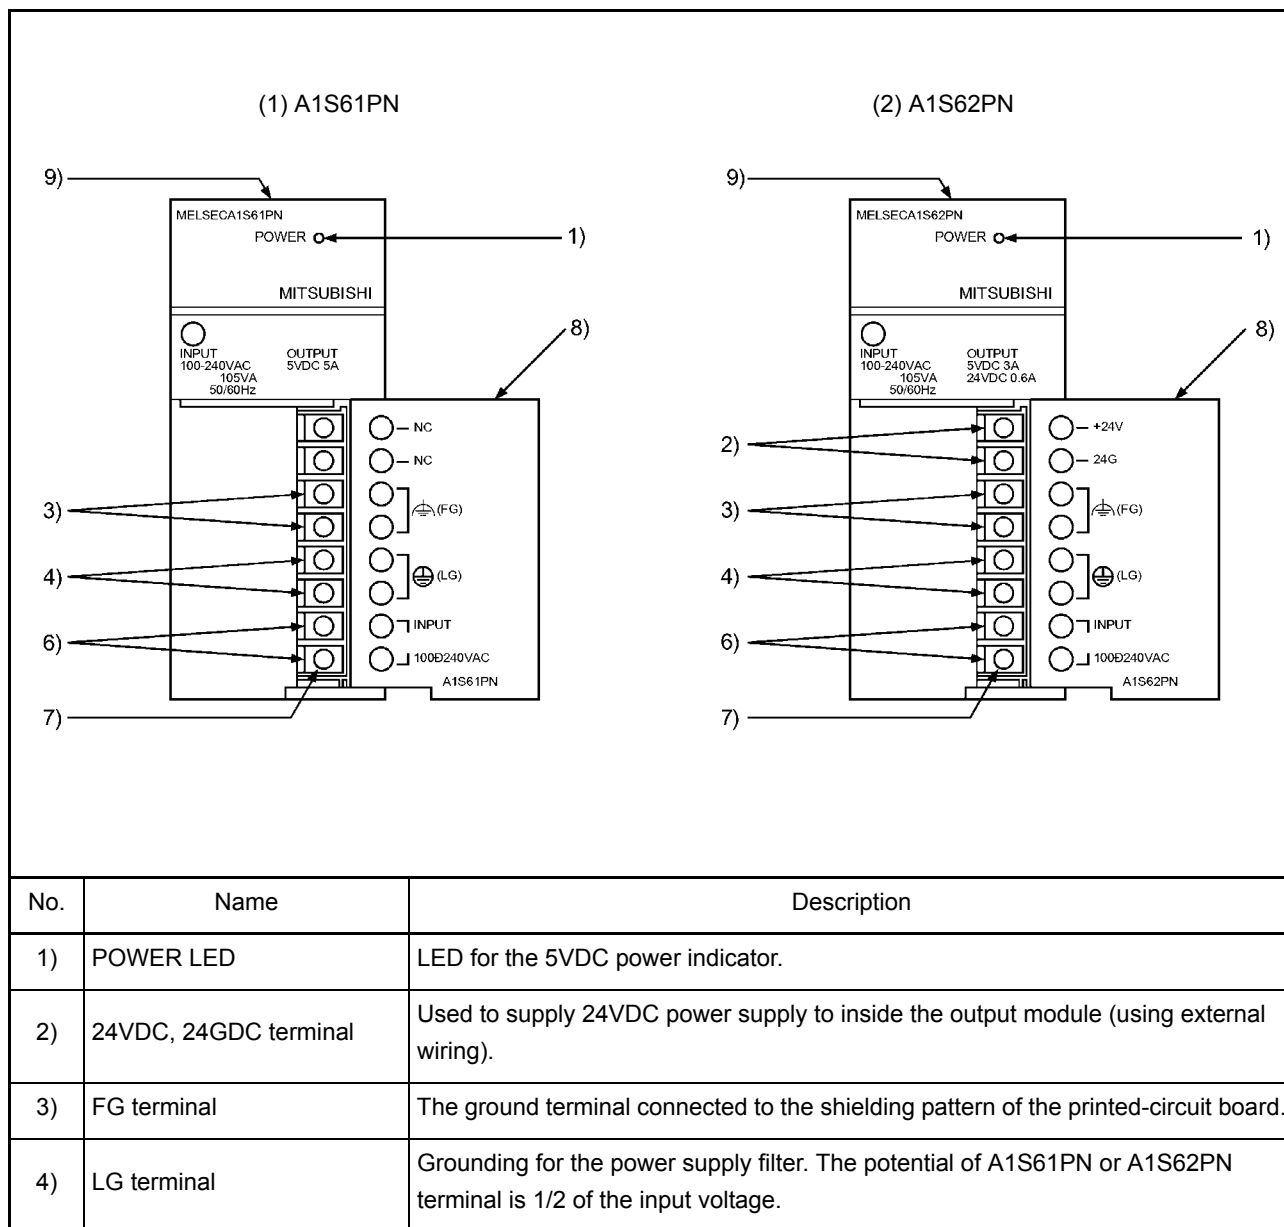 (1) A1S61PN
(2) A1S62PN
9)
MELSECA1S61PN
POWER
1)
MITSUBISHI
8)
INPUT
100-240VAC
105VA
50/60Hz
OUTPUT
5VDC 5A
NC
NC
3)
(FG)
4)
(LG)
6)
INPUT
100Ð240VAC
A1S61PN
7)
9)
MELSECA1S62PN
POWER
1)
MITSUBISHI
8)
INPUT
100-240VAC
105VA
50/60Hz
OUTPUT
5VDC 3A
24VDC 0.6A
2)
+24V
24G
3)
(FG)
4)
(LG)
6)
INPUT
100Ð240VAC
A1S62PN
7)
No. Name Description
1) POWER LED LED for the 5VDC power indicator.
2) 24VDC, 24GDC terminal Used to supply 24VDC power supply to inside the output module (using external
wiring).
3) FG terminal The ground terminal connected to the shielding pattern of the printed-circuit board.
4) LG terminal Grounding for the power supply filter. The potential of A1S61PN or A1S62PN
terminal is 1/2 of the input voltage.